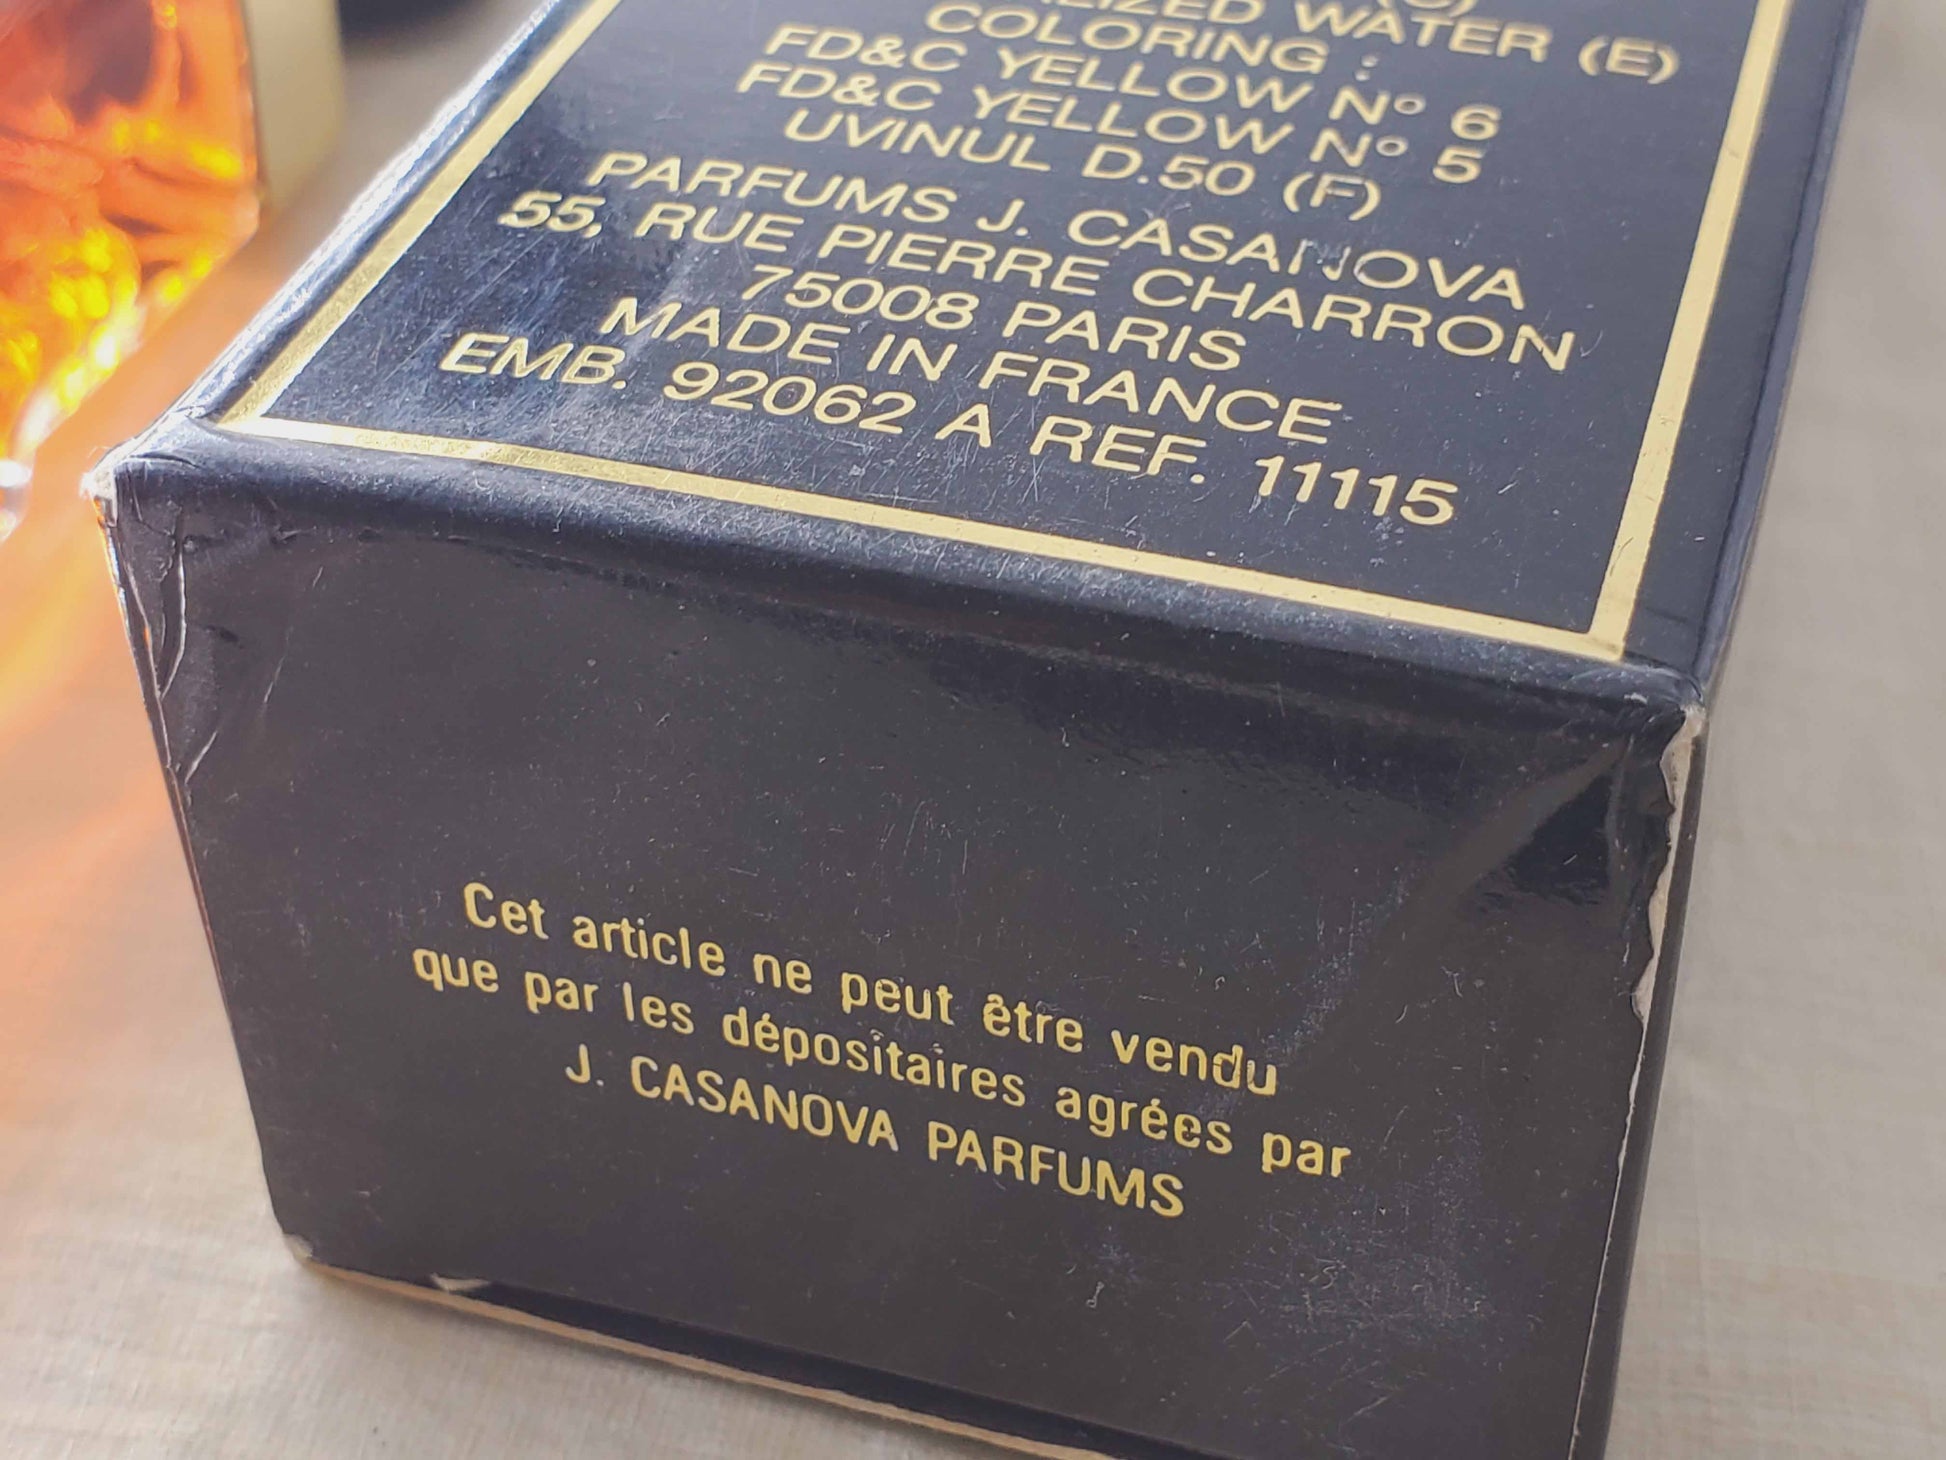 WATER (E)
COLORING :
FD&C YELLOW N° 6
FD&C YELLOW N° 5
UVINUL D.50 (F)
PARFUMS J. CASANOVA
55, RUE PIERRE CHARRON
75008 PARIS
MADE IN FRANCE
EMB. 92062 A REF. 11115
Cet article ne peut être vendu
que par les dépositaires agrées par
J. CASANOVA PARFUMS